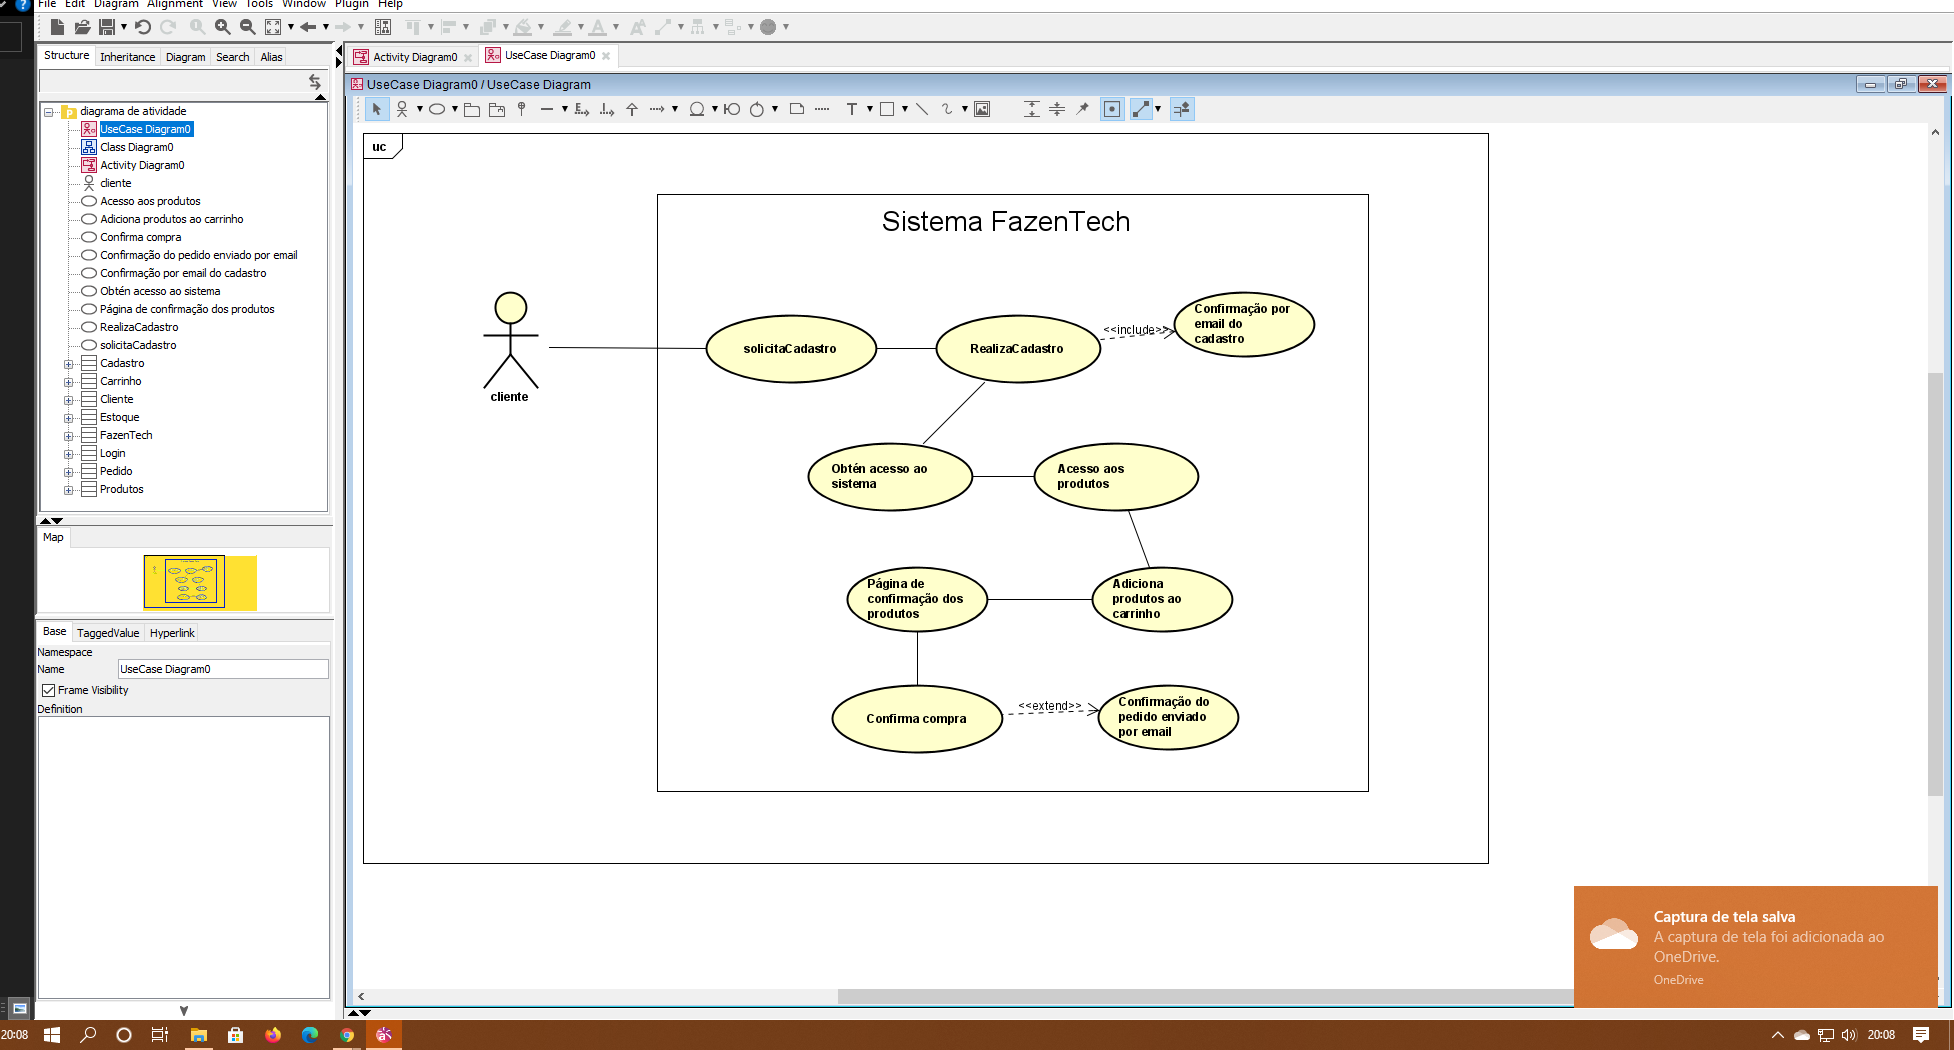 File Edit Diagram Alignment View Tools Window Plugin Help
Structure Inheritance Diagram Search Alias
diagrama de atividade
UseCase Diagram0
Class Diagram0
Activity Diagram0
cliente
Acesso aos produtos
Adiciona produtos ao carrinho
Confirma compra
Confirmação do pedido enviado por email
Confirmação por email do cadastro
Obtén acesso ao sistema
Página de confirmação dos produtos
RealizaCadastro
solicitaCadastro
Cadastro
Carrinho
Cliente
Estoque
FazenTech
Login
Pedido
Produtos
Map
Base TaggedValue Hyperlink
Namespace
Name UseCase Diagram0
Frame Visibility
Definition
Activity Diagram0 UseCase Diagram0
UseCase Diagram0 / UseCase Diagram
uc
Sistema FazenTech
cliente
solicitaCadastro
RealizaCadastro
<<include>>
Confirmação por
email do
cadastro
Obtén acesso ao
sistema
Acesso aos
produtos
Página de
confirmação dos
produtos
Adiciona
produtos ao
carrinho
Confirma compra
<<extend>>
Confirmação do
pedido enviado
por email
Captura de tela salva
A captura de tela foi adicionada ao
OneDrive.
OneDrive
20:08
20:08